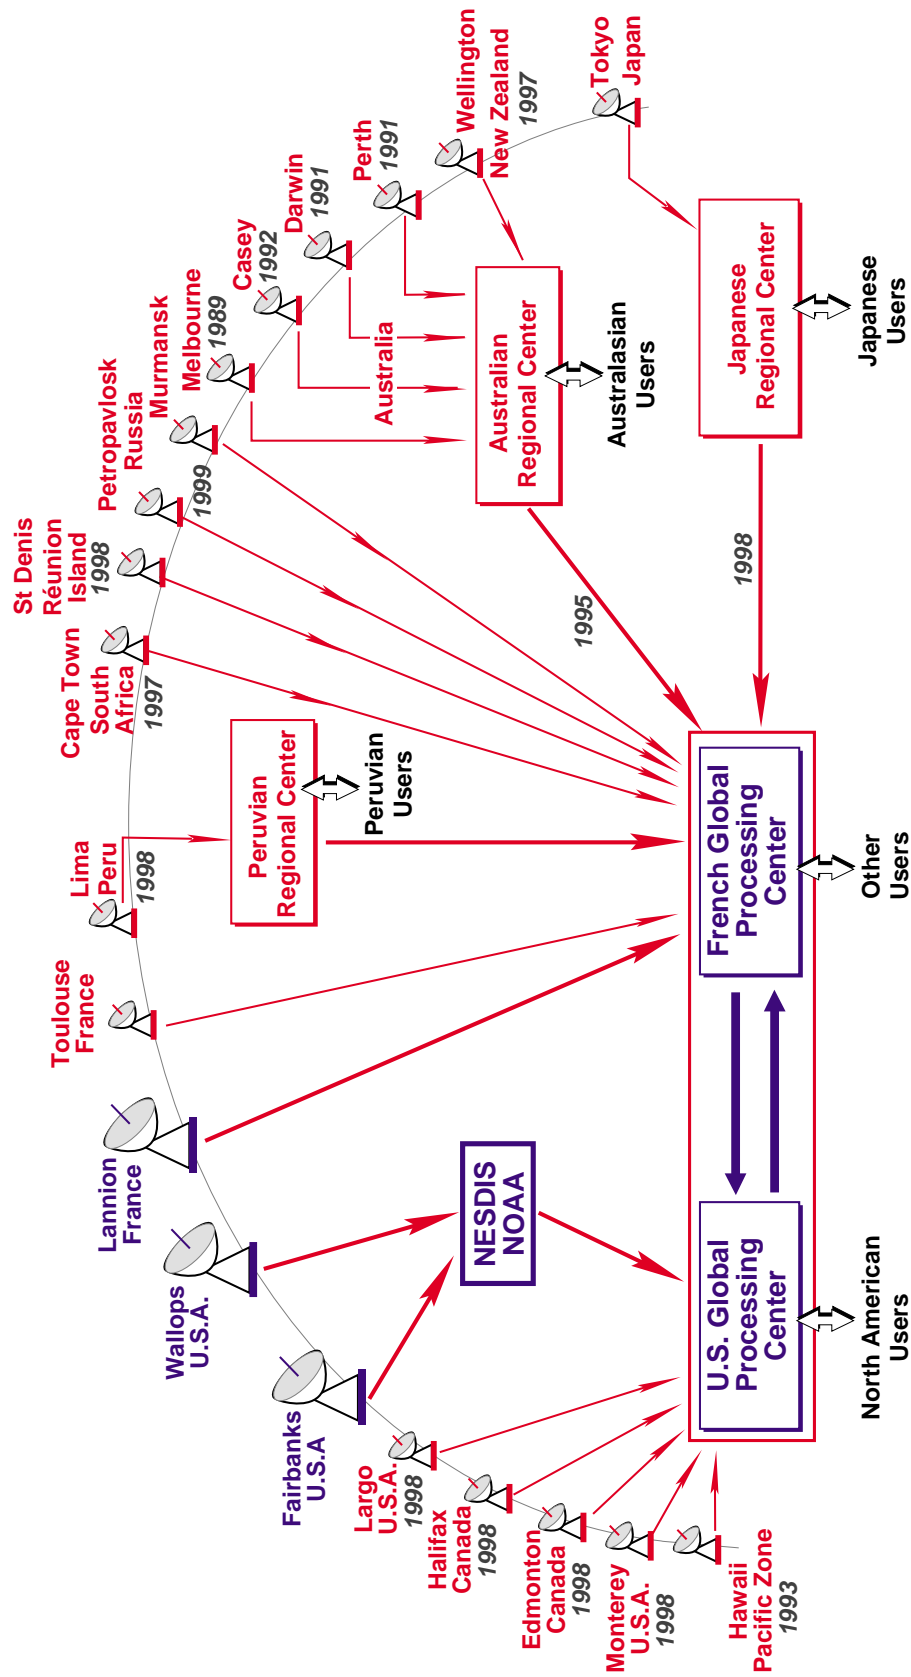 Hawaii
Pacific Zone
1993
Monterey
U.S.A.
1998
Edmonton
Canada
1998
Halifax
Canada
1998
Largo
U.S.A.
1998
Fairbanks
U.S.A
Wallops
U.S.A.
Lannion
France
Toulouse
France
Lima
Peru
1998
Cape Town
South
Africa
1997
St Denis
Réunion
Island
1998
Petropavlosk
Russia
1999
Murmansk
Melbourne
1989
Casey
1992
Darwin
1991
Perth
1991
Wellington
New Zealand
1997
Tokyo
Japan
Australia
NESDIS
NOAA
Peruvian
Regional Center
Peruvian
Users
Australian
Regional Center
Australasian
Users
Japanese
Regional Center
Japanese
Users
1995
1998
U.S. Global
Processing
Center
French Global
Processing
Center
North American
Users
Other
Users